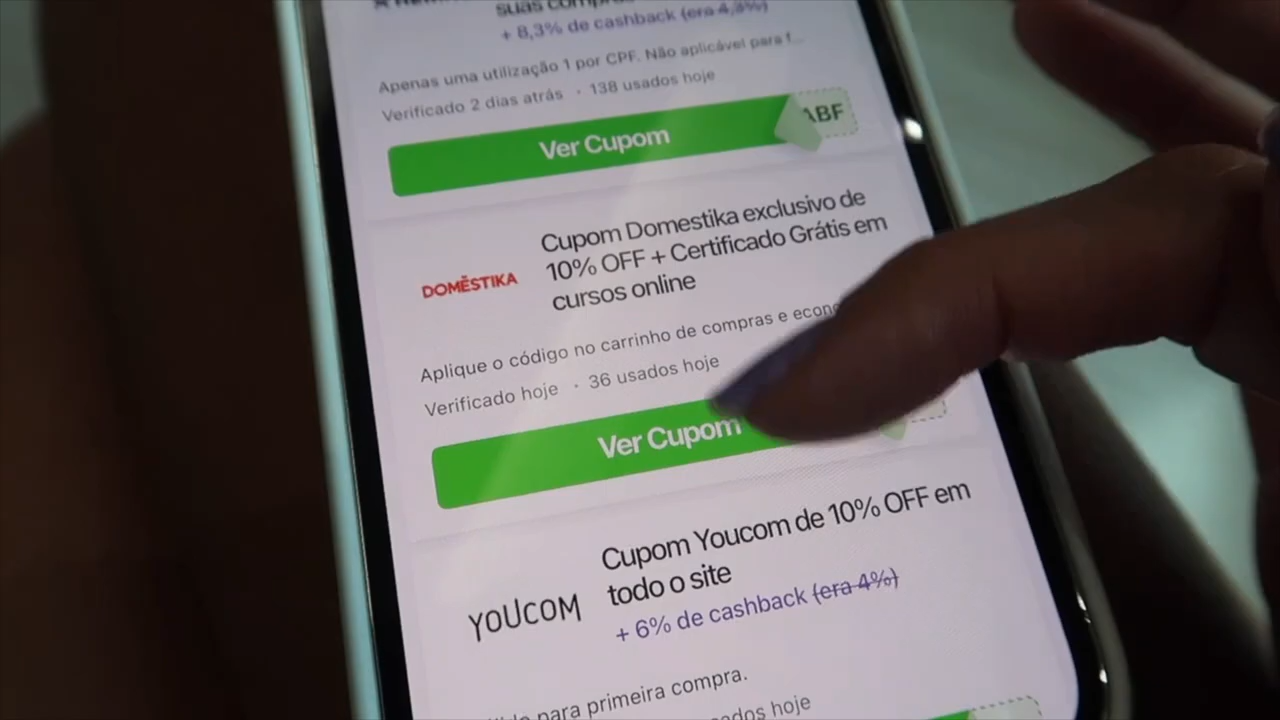 suas
+ 8,3% de cashback (era 4,3%)
Apenas uma utilização 1 por CPF. Não aplicável para f...
Verificado 2 dias atrás · 138 usados hoje
Ver Cupom
ABF
Cupom Domestika exclusivo de
10% OFF + Certificado Grátis em
cursos online
DOMĒSTIKA
Aplique o código no carrinho de compras e econo
Verificado hoje · 36 usados hoje
Ver Cupom
Cupom Youcom de 10% OFF em
todo o site
YOUCOM
+ 6% de cashback (era 4%)
para primeira compra.
usados hoje